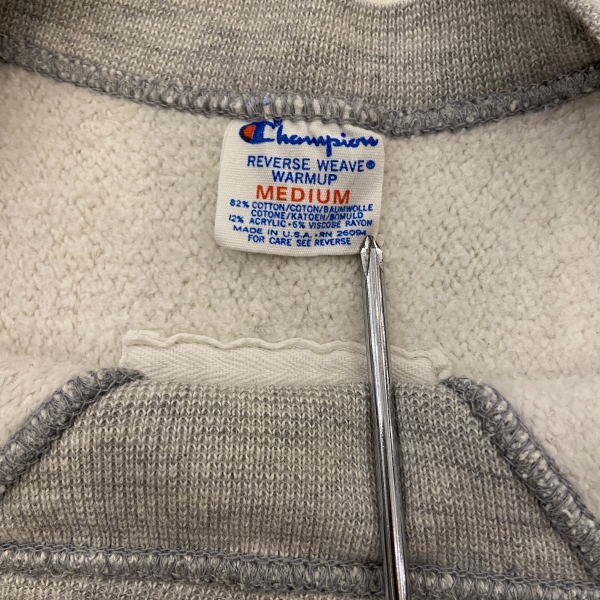 Champion
REVERSE WEAVE®
WARMUP
MEDIUM
82% COTTON/COTON/BAUMWOLLE
COTONE/KATOEN/BOMULD
12% ACRYLIC • 6% VISCOSE RAYON
MADE IN U.S.A. • RN 26094
FOR CARE SEE REVERSE